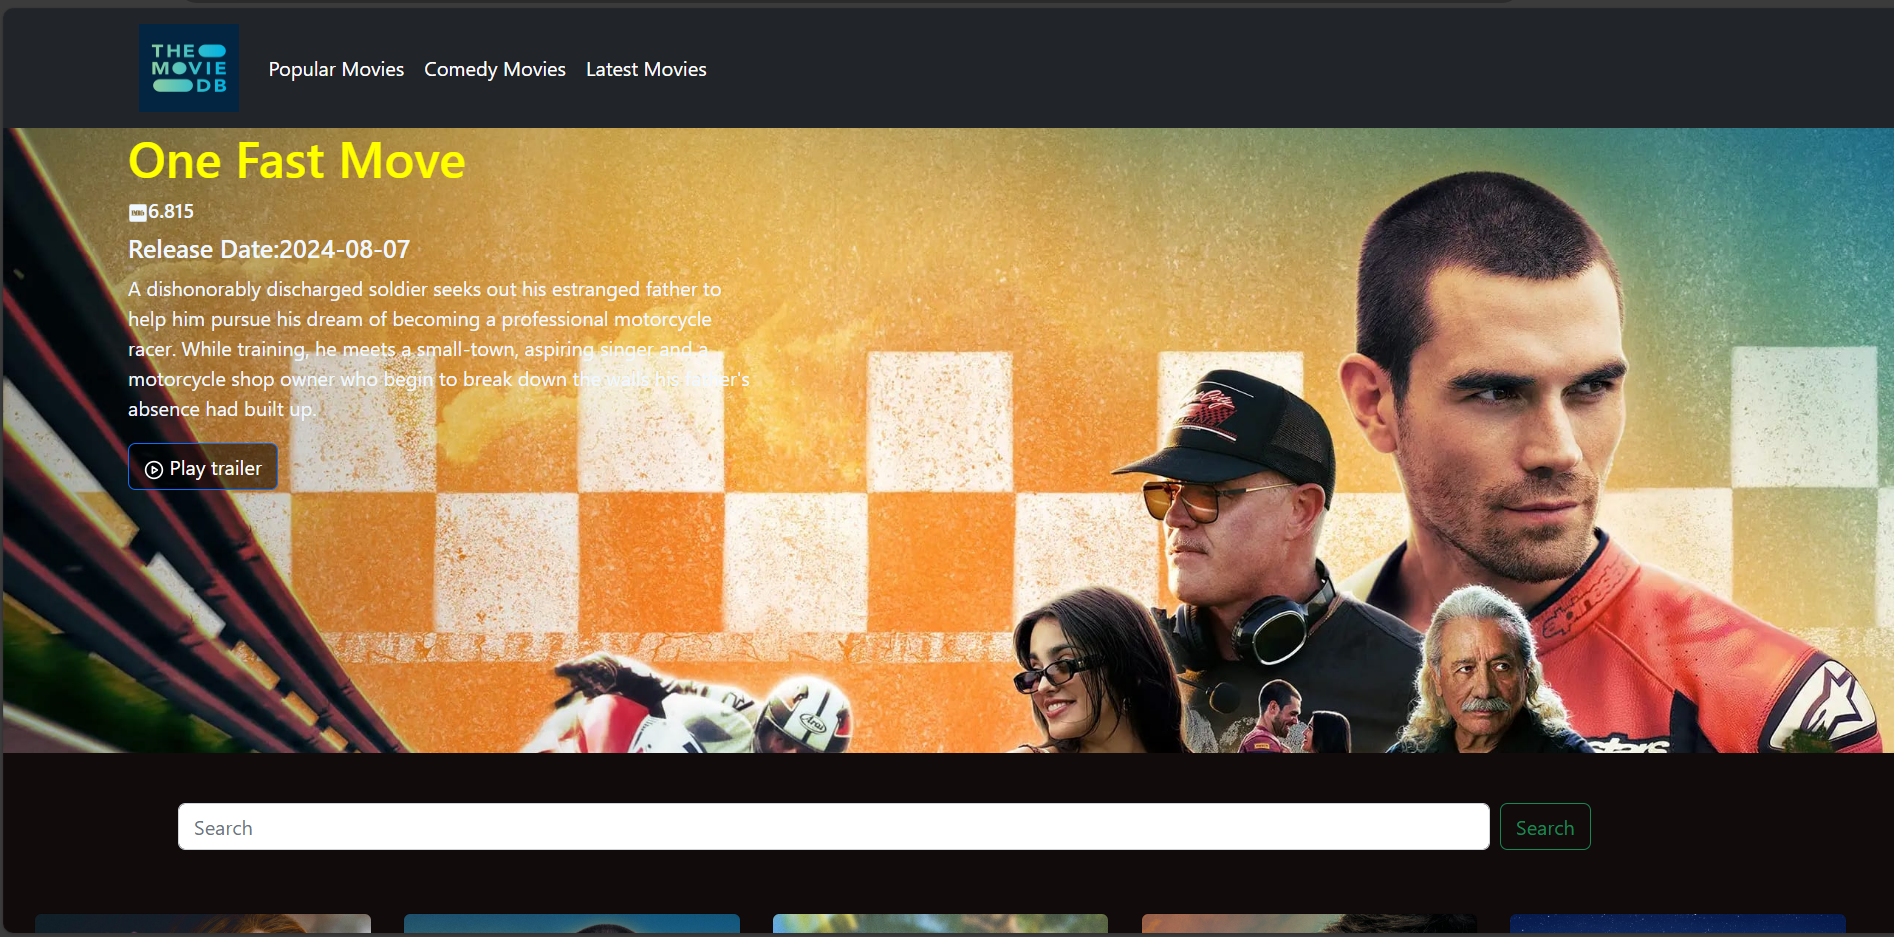 THE
MOVIE
DB
Popular Movies Comedy Movies Latest Movies
One Fast Move
6.815
Release Date:2024-08-07
A dishonorably discharged soldier seeks out his estranged father to
help him pursue his dream of becoming a professional motorcycle
racer. While training, he meets a small-town, aspiring singer and a
motorcycle shop owner who begin to break down the walls his father's
absence had built up.
Play trailer
Arai
stars
Search
Search